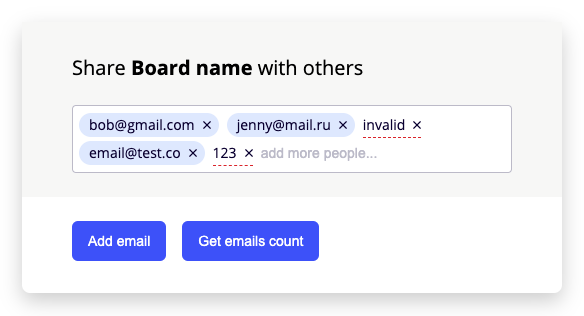 Share Board name with others
bob@gmail.com × jenny@mail.ru × invalid ×
email@test.co × 123 × add more people...
Add email Get emails count